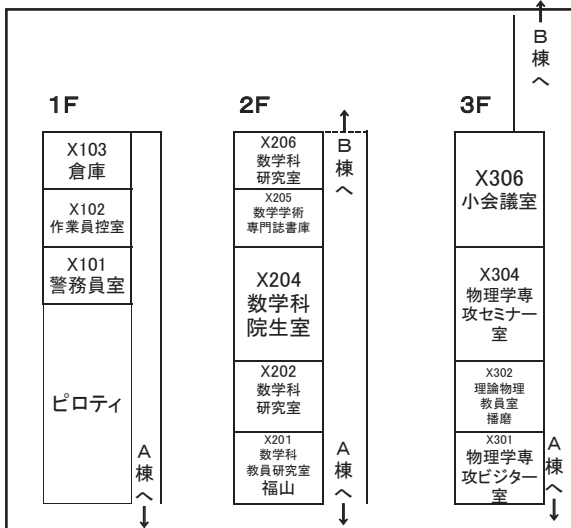 B棟へ
1F
X103
倉庫
X102
作業員控室
X101
警務員室
ピロティ
A棟へ
2F
B棟へ
X206
数学科
研究室
X205
数学学術
専門誌書庫
X204
数学科
院生室
X202
数学科
研究室
X201
数学科
教員研究室
福山
A棟へ
3F
X306
小会議室
X304
物理学専
攻セミナー
室
X302
理論物理
教員室
播磨
X301
物理学専
攻ビジター
室
A棟へ